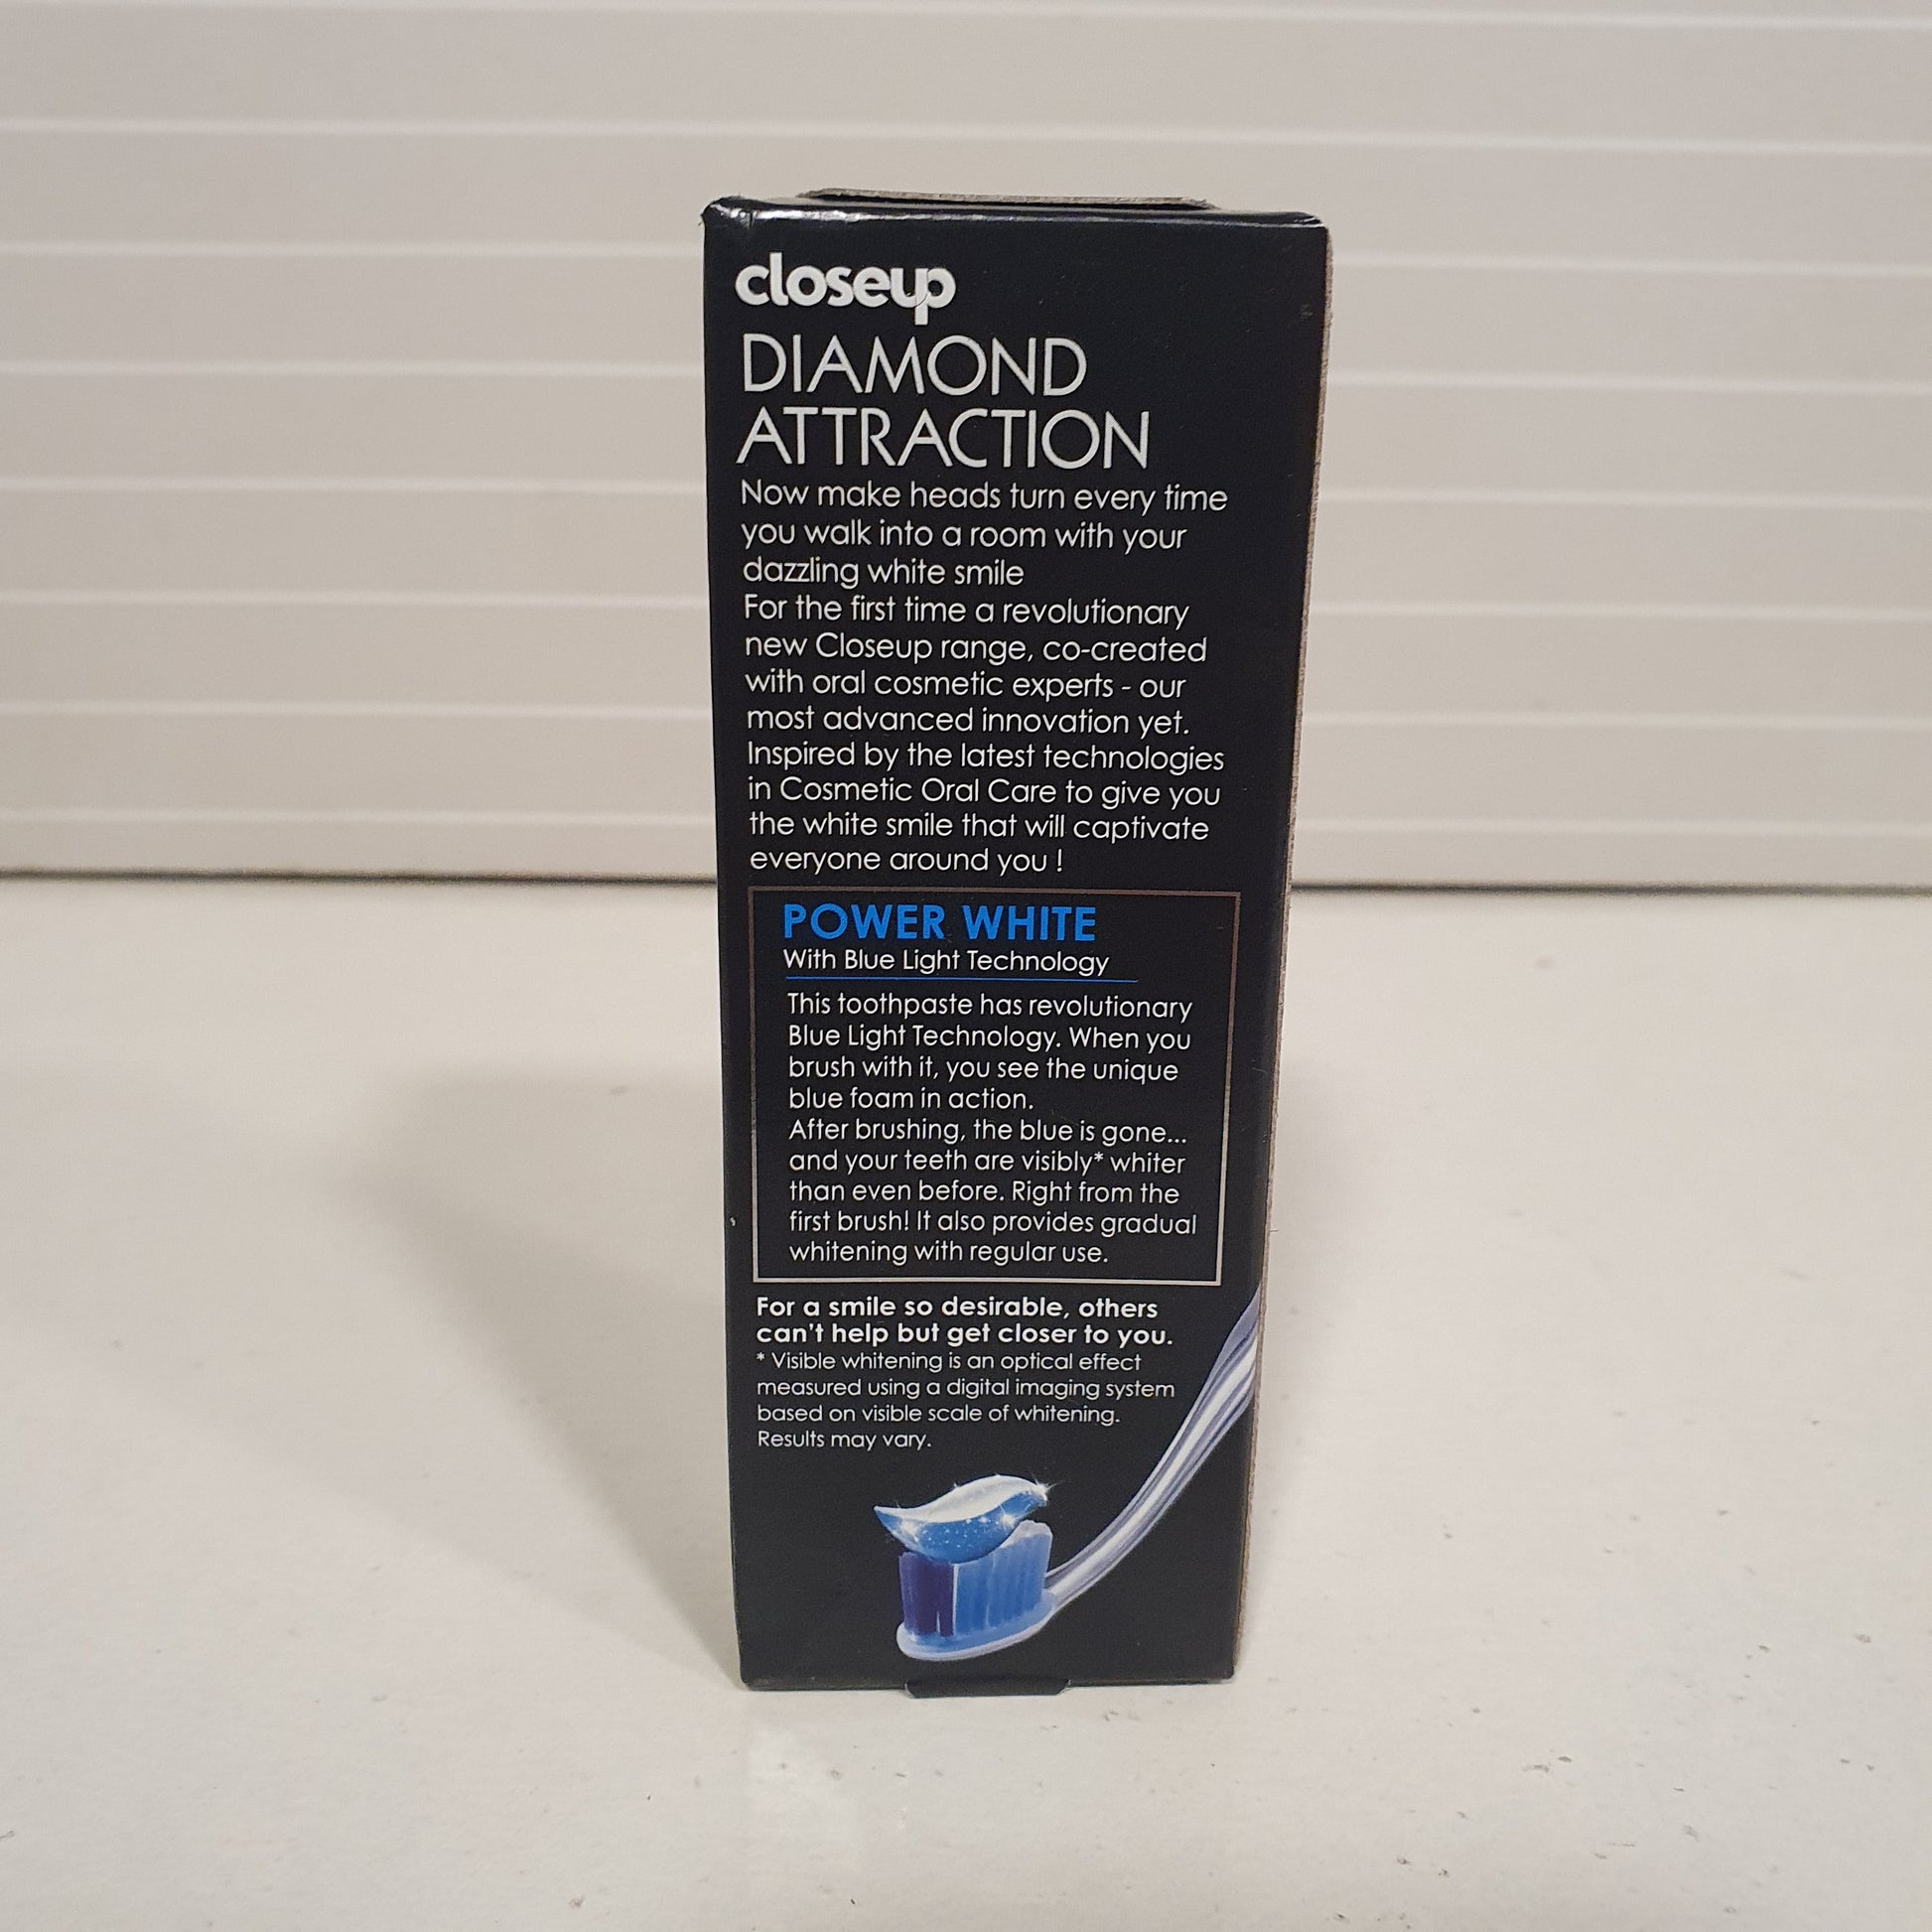 closeup
DIAMOND
ATTRACTION
Now make heads turn every time
you walk into a room with your
dazzling white smile
For the first time a revolutionary
new Closeup range, co-created
with oral cosmetic experts - our
most advanced innovation yet.
Inspired by the latest technologies
in Cosmetic Oral Care to give you
the white smile that will captivate
everyone around you !
POWER WHITE
With Blue Light Technology
This toothpaste has revolutionary
Blue Light Technology. When you
brush with it, you see the unique
blue foam in action.
After brushing, the blue is gone...
and your teeth are visibly* whiter
than even before. Right from the
first brush! It also provides gradual
whitening with regular use.
For a smile so desirable, others
can't help but get closer to you.
* Visible whitening is an optical effect
measured using a digital imaging system
based on visible scale of whitening.
Results may vary.